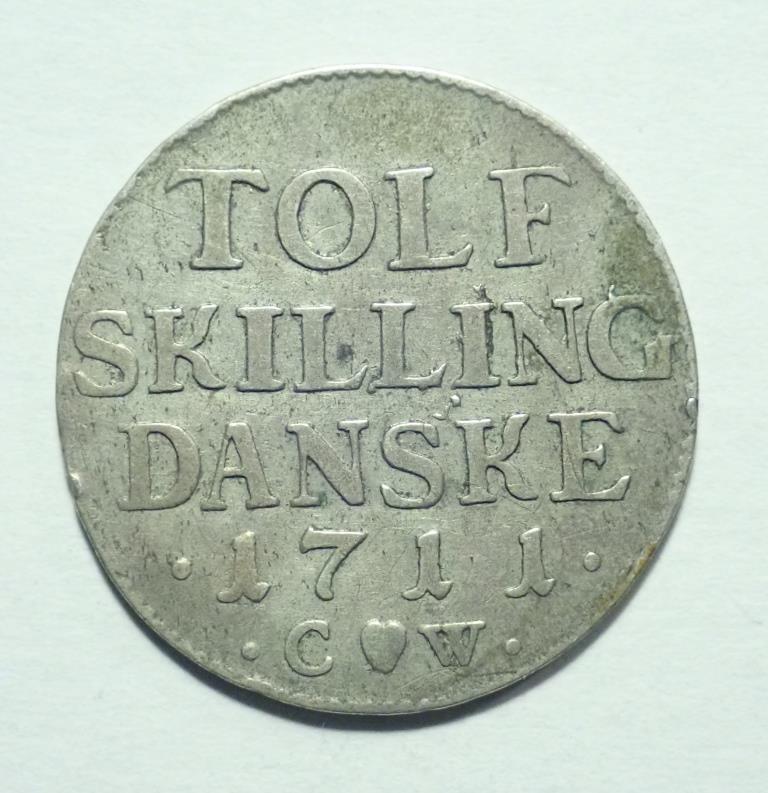 TOLF
SKILLING
DANSKE
·1711·
·C♥W·